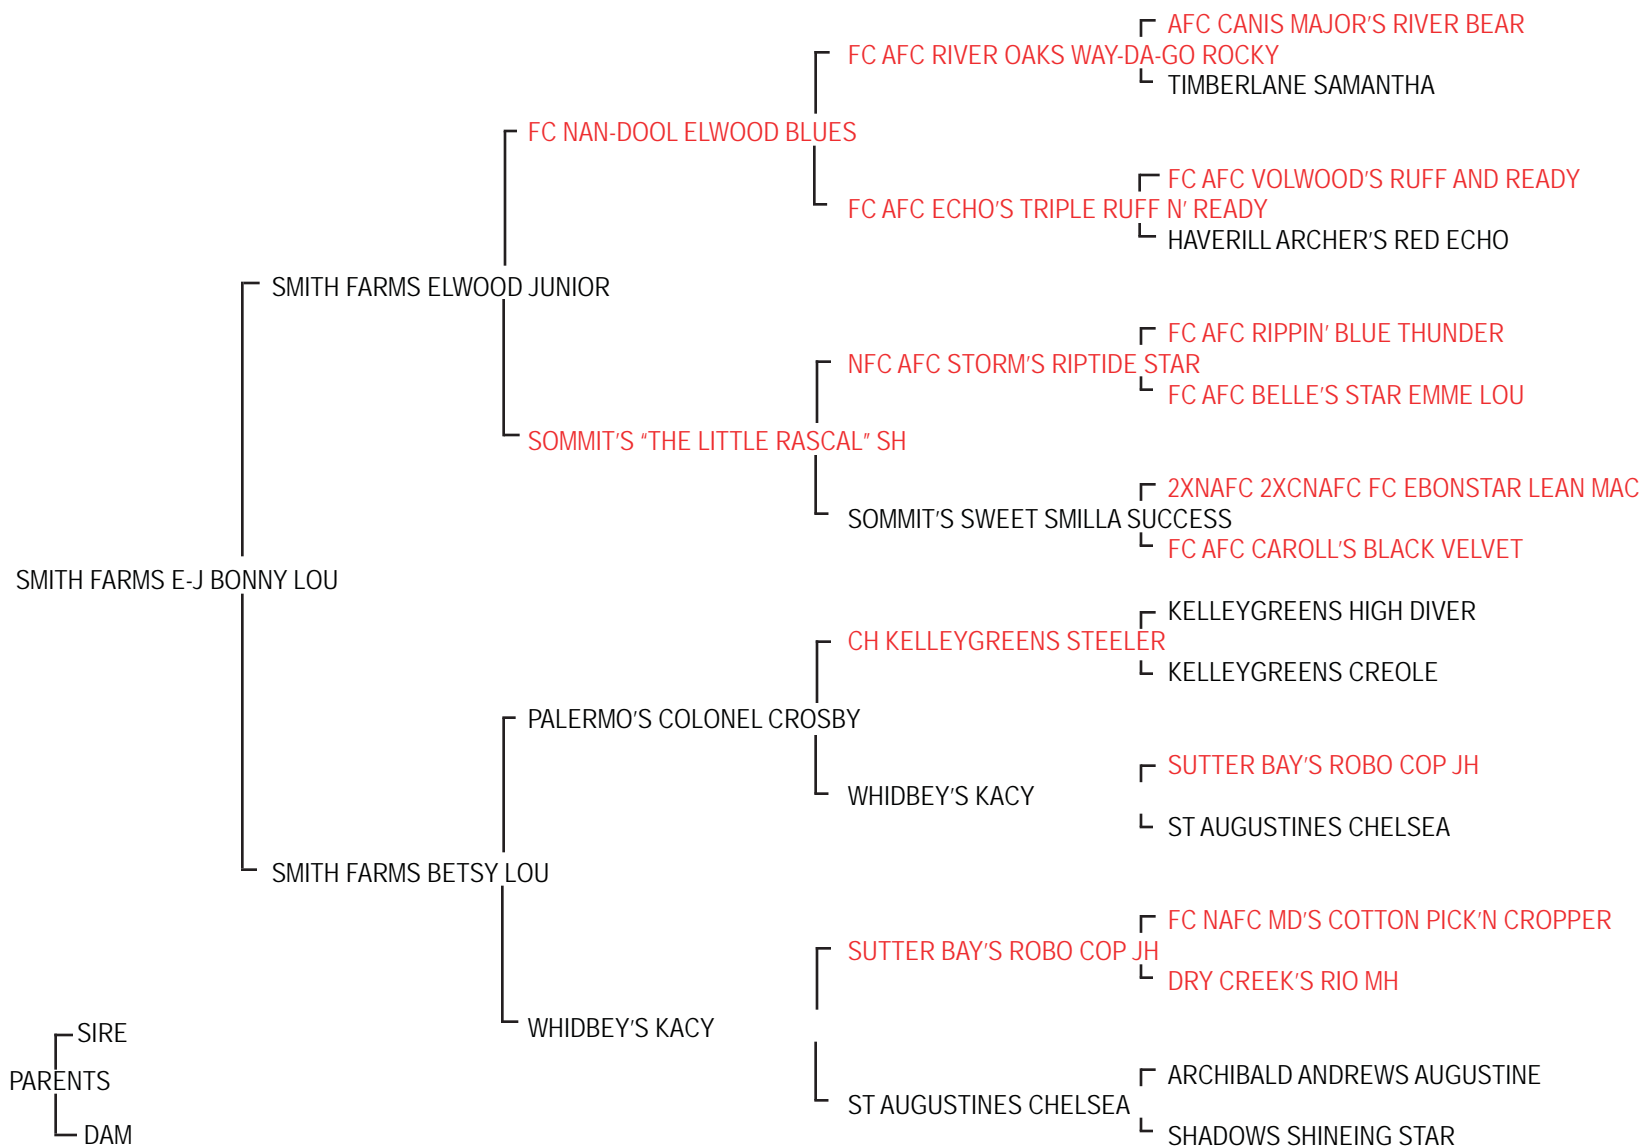 AFC CANIS MAJOR'S RIVER BEAR
FC AFC RIVER OAKS WAY-DA-GO ROCKY
TIMBERLANE SAMANTHA
FC NAN-DOOL ELWOOD BLUES
FC AFC VOLWOOD'S RUFF AND READY
FC AFC ECHO'S TRIPLE RUFF N' READY
HAVERILL ARCHER'S RED ECHO
SMITH FARMS ELWOOD JUNIOR
FC AFC RIPPIN' BLUE THUNDER
NFC AFC STORM'S RIPTIDE STAR
FC AFC BELLE'S STAR EMME LOU
SOMMIT'S “THE LITTLE RASCAL” SH
2XNAFC 2XCNAFC FC EBONSTAR LEAN MAC
SOMMIT'S SWEET SMILLA SUCCESS
FC AFC CAROLL'S BLACK VELVET
SMITH FARMS E-J BONNY LOU
KELLEYGREENS HIGH DIVER
CH KELLEYGREENS STEELER
KELLEYGREENS CREOLE
PALERMO'S COLONEL CROSBY
SUTTER BAY'S ROBO COP JH
WHIDBEY'S KACY
ST AUGUSTINES CHELSEA
SMITH FARMS BETSY LOU
FC NAFC MD'S COTTON PICK'N CROPPER
SUTTER BAY'S ROBO COP JH
DRY CREEK'S RIO MH
WHIDBEY'S KACY
ARCHIBALD ANDREWS AUGUSTINE
ST AUGUSTINES CHELSEA
SHADOWS SHINEING STAR
SIRE
PARENTS
DAM